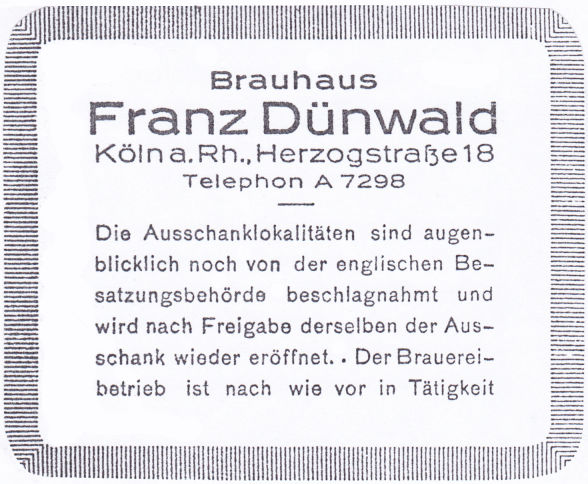 Brauhaus
Franz Dünwald
Köln a. Rh., Herzogstraße 18
Telephon A 7298
Die Ausschanklokalitäten sind augen-
blicklich noch von der englischen Be-
satzungsbehörde beschlagnahmt und
wird nach Freigabe derselben der Aus-
schank wieder eröffnet. . Der Brauerei-
betrieb ist nach wie vor in Tätigkeit